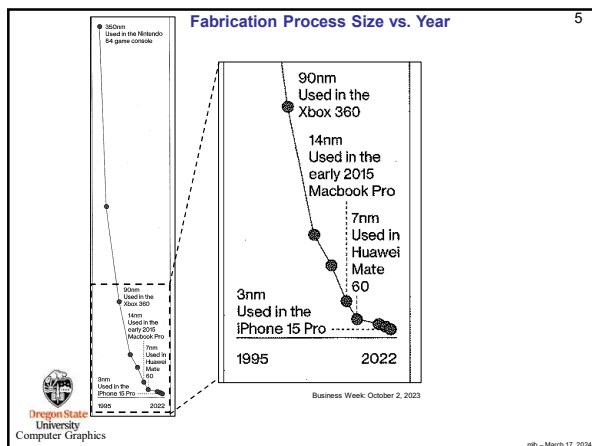 Fabrication Process Size vs. Year
5
350nm
Used in the Nintendo
64 game console
90nm
Used in the
Xbox 360
14nm
Used in the
early 2015
Macbook Pro
7nm
Used in
Huawei
Mate
60
3nm
Used in the
iPhone 15 Pro
1995
2022
90nm
Used in the
Xbox 360
14nm
Used in the
early 2015
Macbook Pro
7nm
Used in
Huawei
Mate
60
3nm
Used in the
iPhone 15 Pro
1995
2022
Business Week: October 2, 2023
Oregon State
University
Computer Graphics
mjb – March 17, 2024